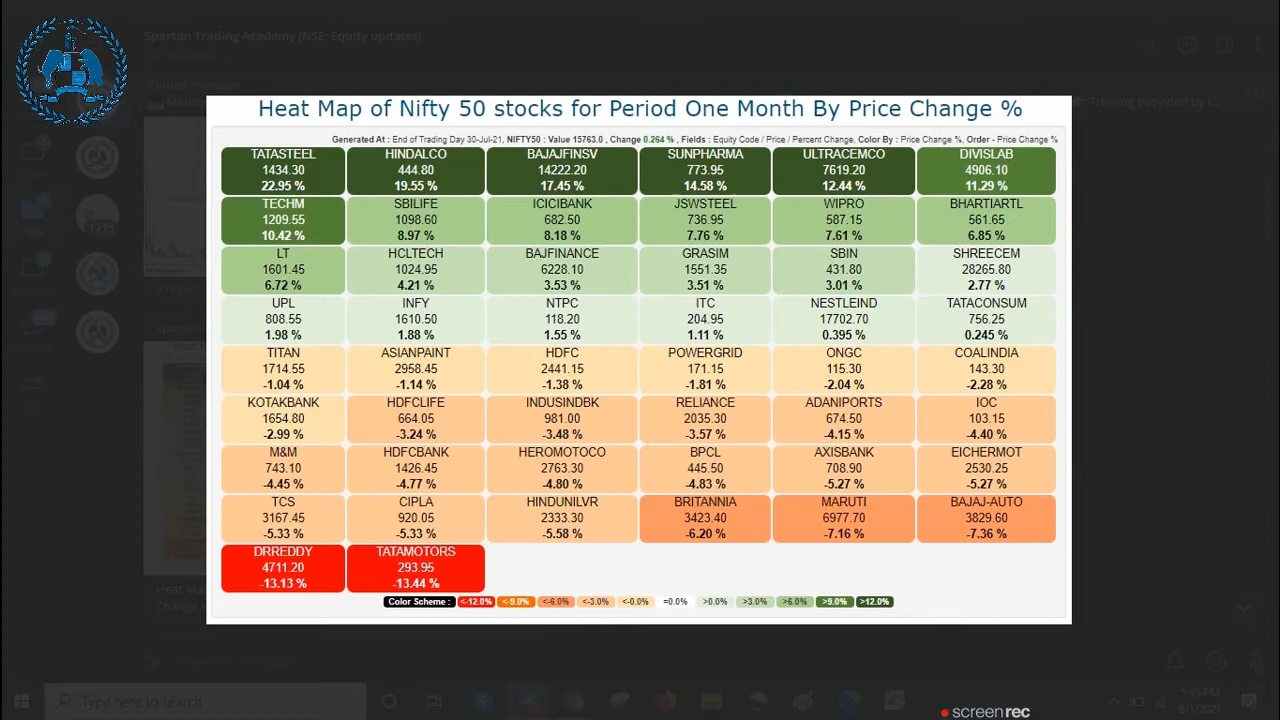 Spartan Trading Academy (NSE: Equity updates)
Heat Map of Nifty 50 stocks for Period One Month By Price Change %
Generated At : End of Trading Day 30-Jul-21, NIFTY50 : Value 15763.0, Change 0.264 % , Fields : Equity Code / Price / Percent Change, Color By : Price Change %, Order - Price Change %
TATASTEEL HINDALCO BAJAJFINSV SUNPHARMA ULTRACEMCO DIVISLAB
1434.30 444.80 14222.20 773.95 7619.20 4906.10
22.95 % 19.55 % 17.45 % 14.58 % 12.44 % 11.29 %
TECHM SBILIFE ICICIBANK JSWSTEEL WIPRO BHARTIARTL
1209.55 1098.60 682.50 736.95 587.15 561.65
10.42 % 8.97 % 8.18 % 7.76 % 7.61 % 6.85 %
LT HCLTECH BAJFINANCE GRASIM SBIN SHREECEM
1601.45 1024.95 6228.10 1551.35 431.80 28265.80
6.72 % 4.21 % 3.53 % 3.51 % 3.01 % 2.77 %
UPL INFY NTPC ITC NESTLEIND TATACONSUM
808.55 1610.50 118.20 204.95 17702.70 756.25
1.98 % 1.88 % 1.55 % 1.11 % 0.395 % 0.245 %
TITAN ASIANPAINT HDFC POWERGRID ONGC COALINDIA
1714.55 2958.45 2441.15 171.15 115.30 143.30
-1.04 % -1.14 % -1.38 % -1.81 % -2.04 % -2.28 %
KOTAKBANK HDFCLIFE INDUSINDBK RELIANCE ADANIPORTS IOC
1654.80 664.05 981.00 2035.30 674.50 103.15
-2.99 % -3.24 % -3.48 % -3.57 % -4.15 % -4.40 %
M&M HDFCBANK HEROMOTOCO BPCL AXISBANK EICHERMOT
743.10 1426.45 2763.30 445.50 708.90 2530.25
-4.45 % -4.77 % -4.80 % -4.83 % -5.27 % -5.27 %
TCS CIPLA HINDUNILVR BRITANNIA MARUTI BAJAJ-AUTO
3167.45 920.05 2333.30 3423.40 6977.70 3829.60
-5.33 % -5.33 % -5.58 % -6.20 % -7.16 % -7.36 %
DRREDDY TATAMOTORS
4711.20 293.95
-13.13 % -13.44 %
Color Scheme : <-12.0% <-9.0% <-6.0% <-3.0% <-0.0% =0.0% >0.0% >3.0% >6.0% >9.0% >12.0%
Type here to search
5:49 PM
8/1/2021
screenrec